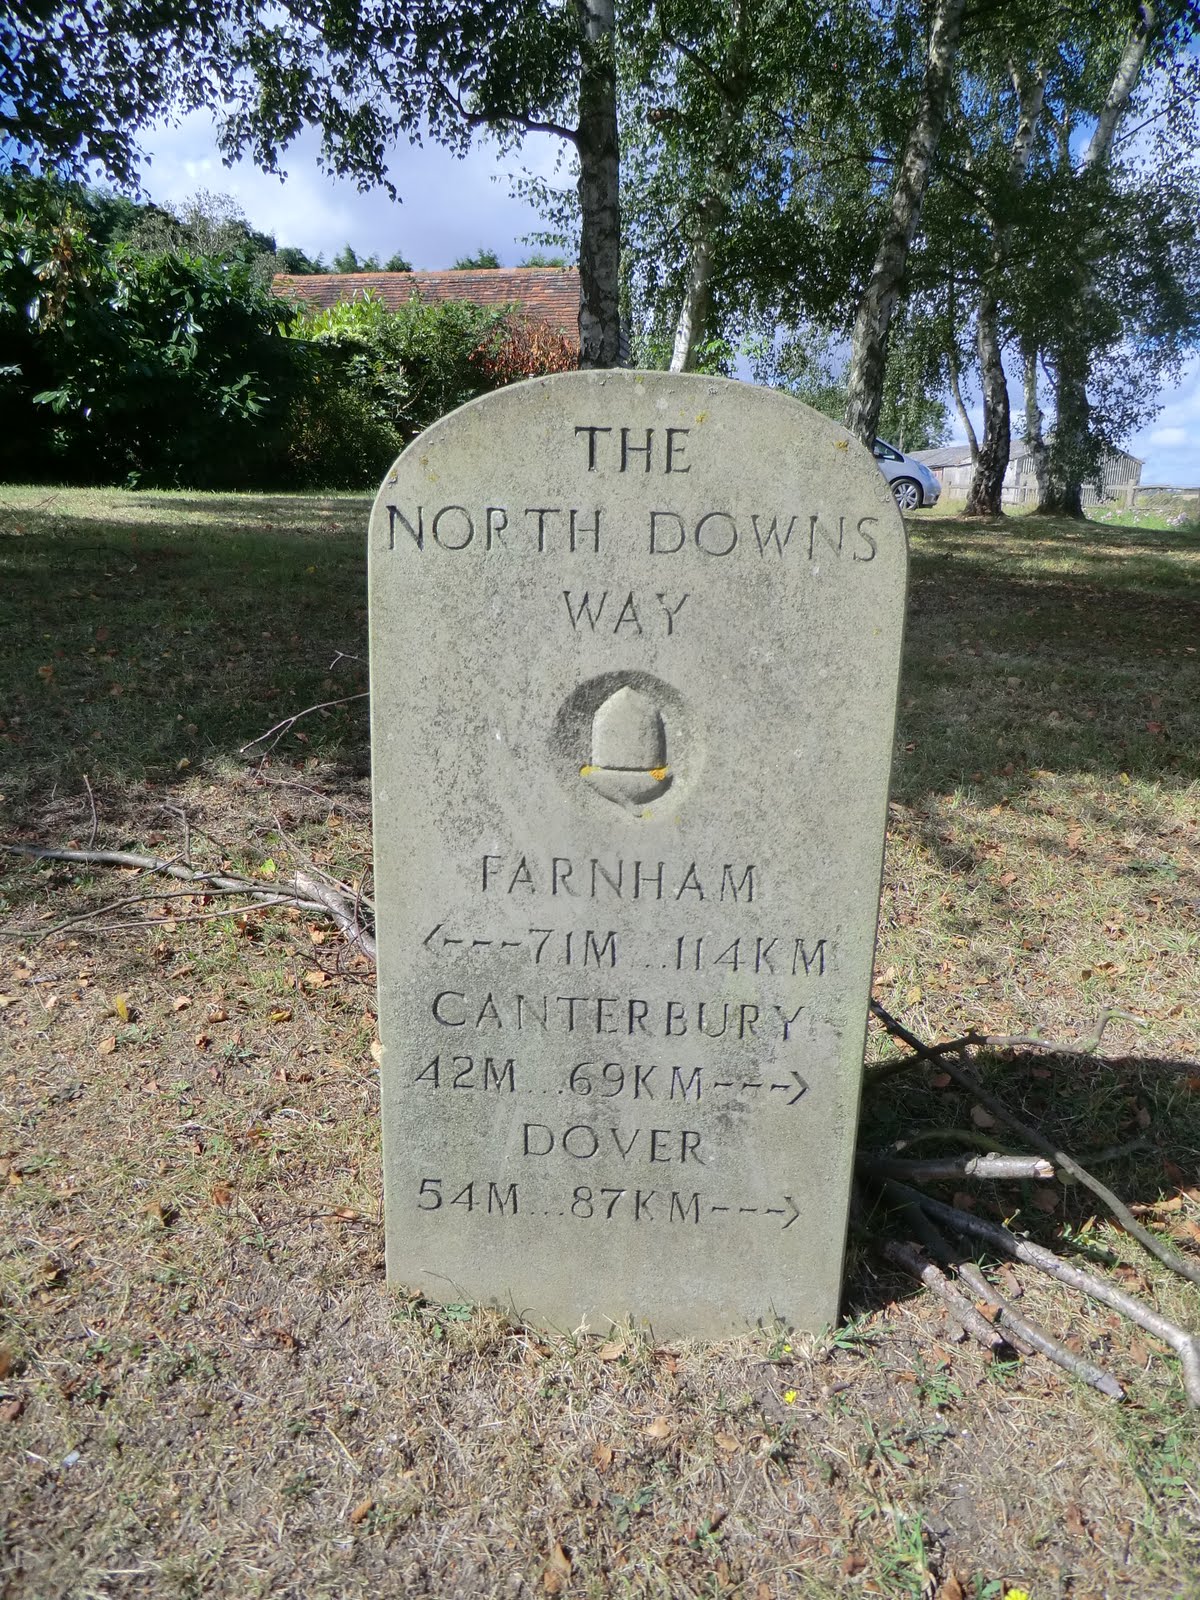 THE
NORTH DOWNS
WAY
FARNHAM
<---71M...114KM
CANTERBURY
42M...69KM--->
DOVER
54M...87KM--->